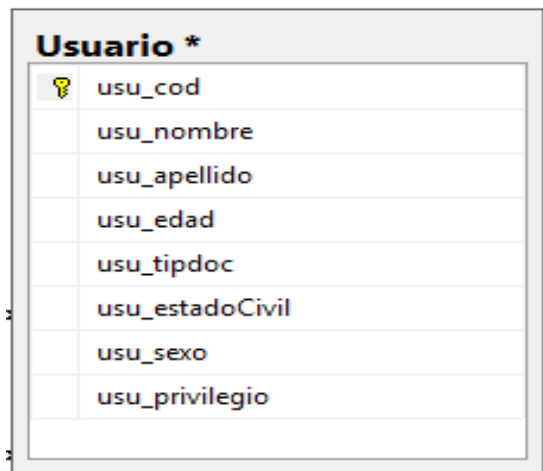 Usuario *
usu_cod
usu_nombre
usu_apellido
usu_edad
usu_tipdoc
usu_estadoCivil
usu_sexo
usu_privilegio